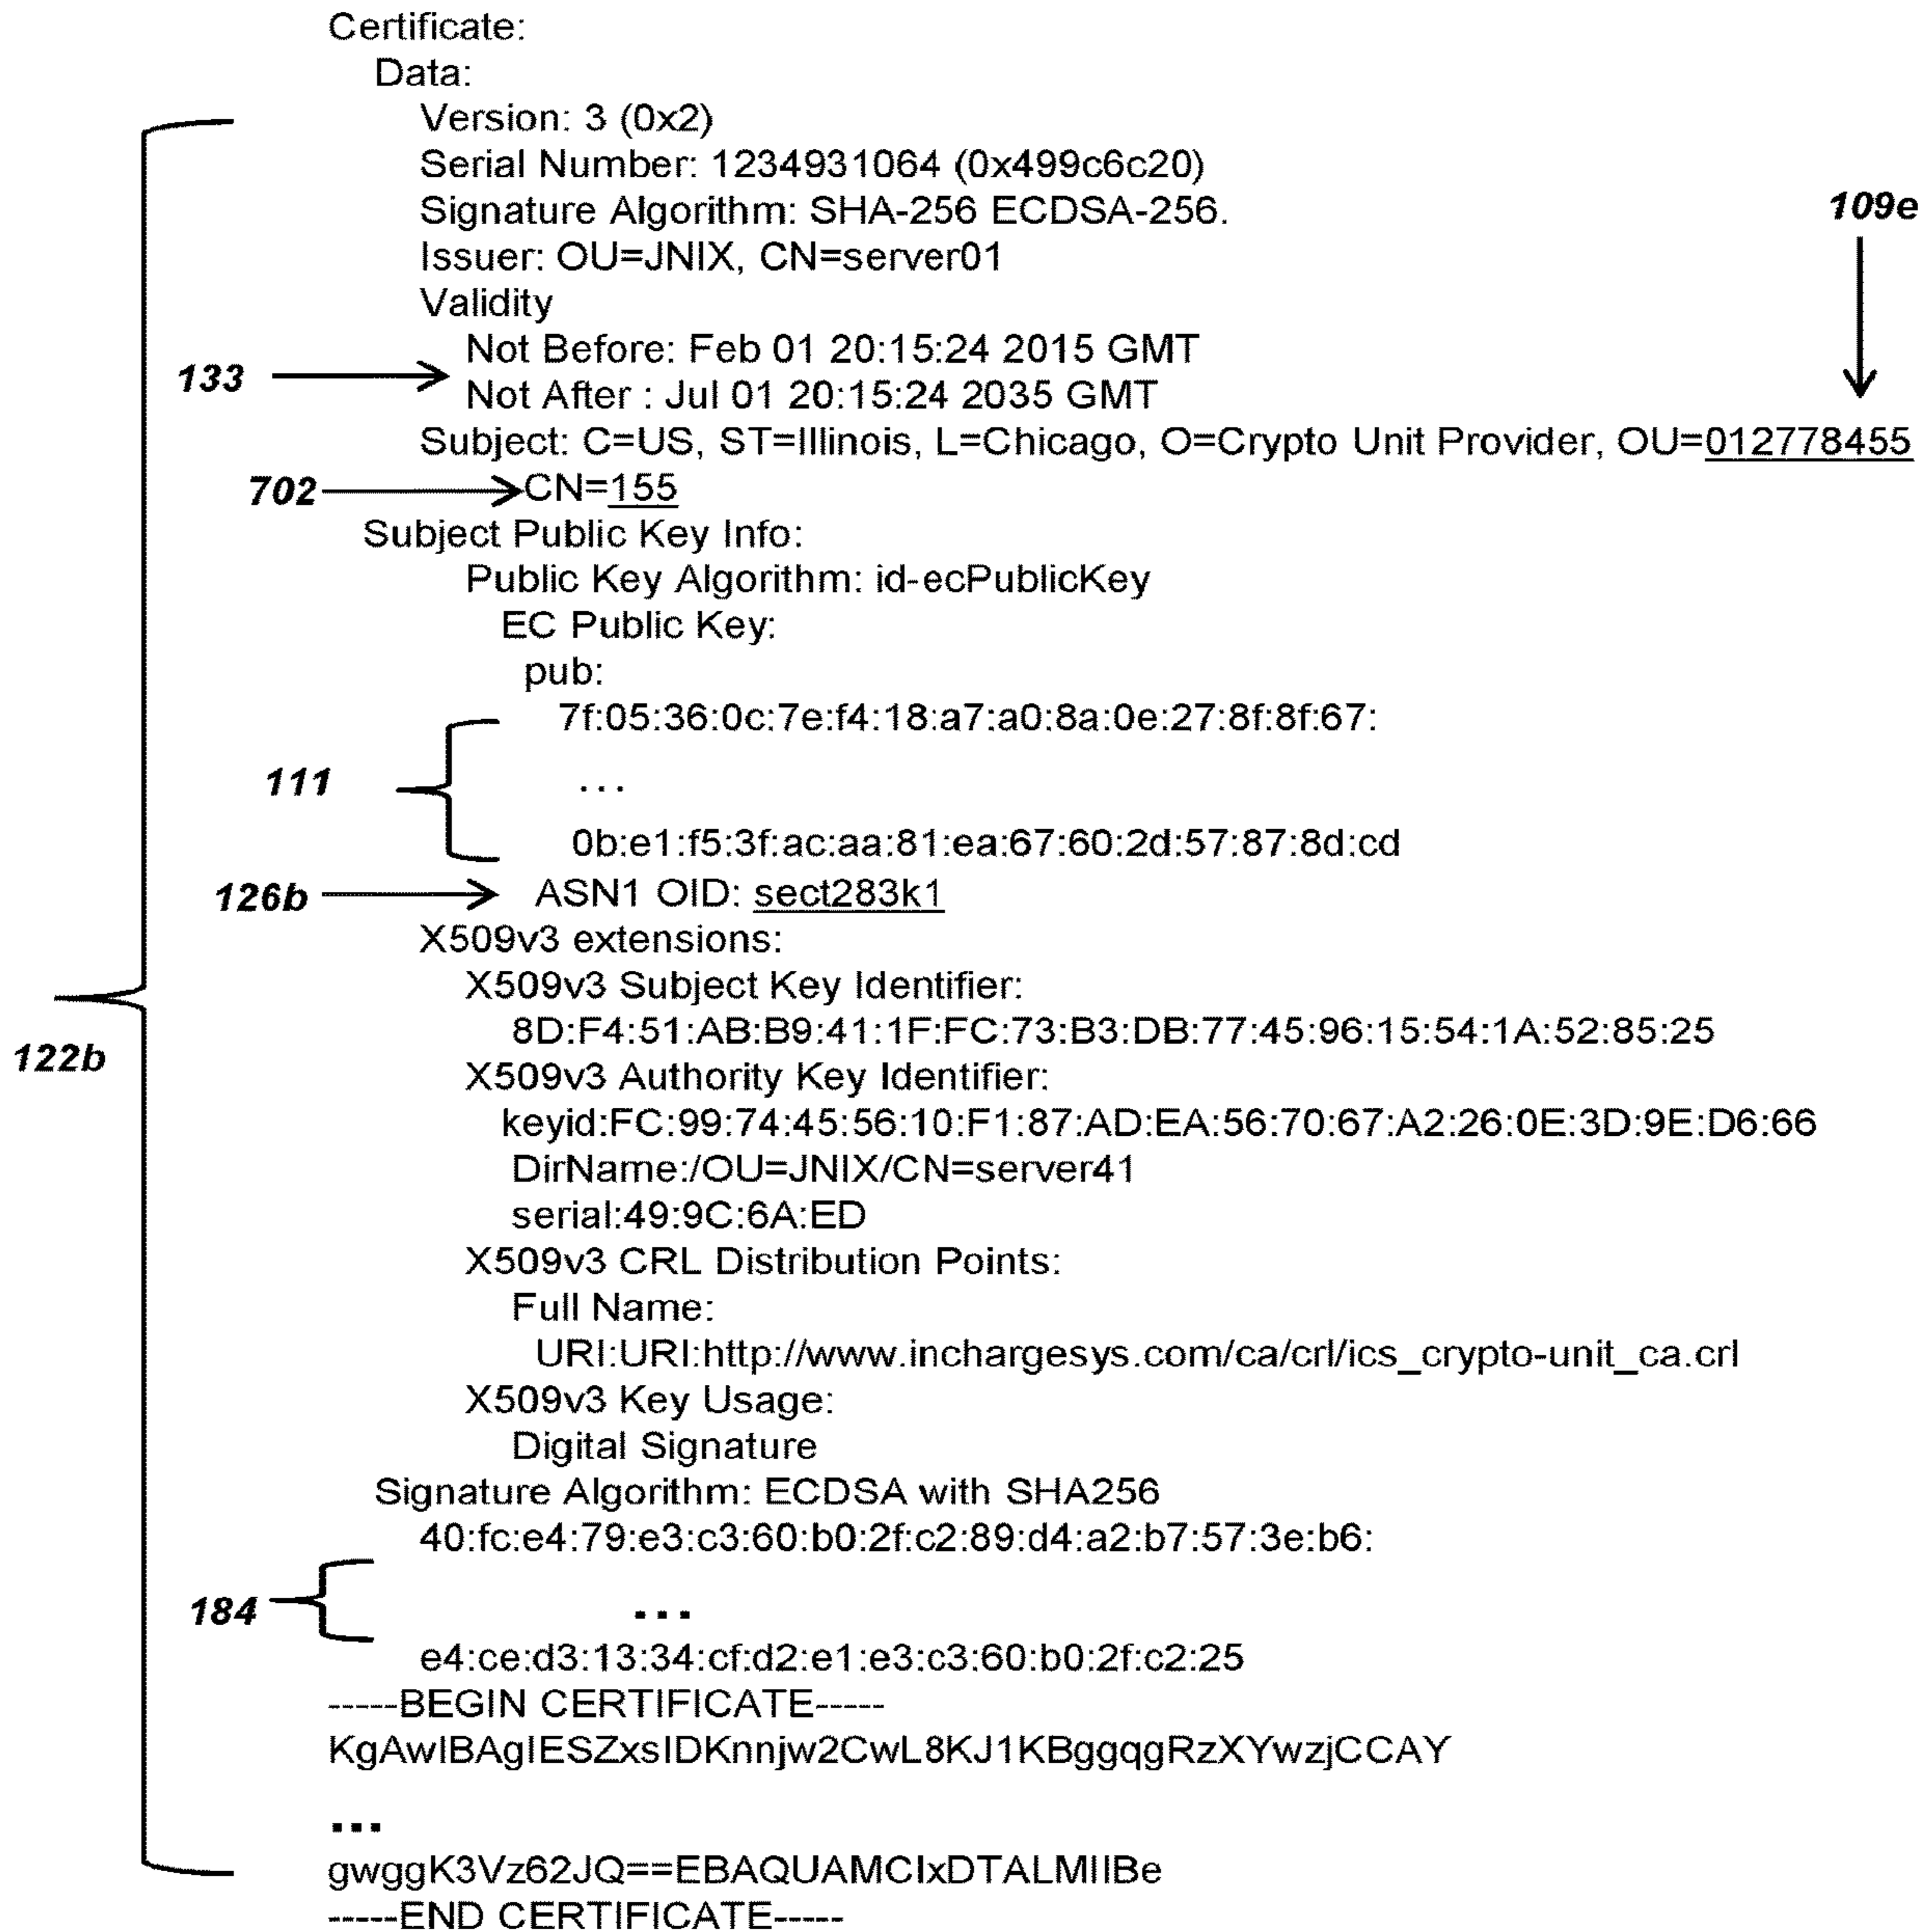 Certificate:
Data:
Version: 3 (0x2)
Serial Number: 1234931064 (0x499c6c20)
Signature Algorithm: SHA-256 ECDSA-256.
109e
Issuer: OU=JNIX, CN=server01
Validity
Not Before: Feb 01 20:15:24 2015 GMT
133
Not After : Jul 01 20:15:24 2035 GMT
Subject: C=US, ST=Illinois, L=Chicago, O=Crypto Unit Provider, OU=012778455
702 CN=155
Subject Public Key Info:
Public Key Algorithm: id-ecPublicKey
EC Public Key:
pub:
7f:05:36:0c:7e:f4:18:a7:a0:8a:0e:27:8f:8f:67:
111 ...
0b:e1:f5:3f:ac:aa:81:ea:67:60:2d:57:87:8d:cd
126b ASN1 OID: sect283k1
X509v3 extensions:
X509v3 Subject Key Identifier:
8D:F4:51:AB:B9:41:1F:FC:73:B3:DB:77:45:96:15:54:1A:52:85:25
122b
X509v3 Authority Key Identifier:
keyid:FC:99:74:45:56:10:F1:87:AD:EA:56:70:67:A2:26:0E:3D:9E:D6:66
DirName:/OU=JNIX/CN=server41
serial:49:9C:6A:ED
X509v3 CRL Distribution Points:
Full Name:
URI:URI:http://www.inchargesys.com/ca/crl/ics_crypto-unit_ca.crl
X509v3 Key Usage:
Digital Signature
Signature Algorithm: ECDSA with SHA256
40:fc:e4:79:e3:c3:60:b0:2f:c2:89:d4:a2:b7:57:3e:b6:
184 ...
e4:ce:d3:13:34:cf:d2:e1:e3:c3:60:b0:2f:c2:25
-----BEGIN CERTIFICATE-----
KgAwIBAgIESZxsIDKnnjw2CwL8KJ1KBggqgRzXYwzjCCAY
...
gwggK3Vz62JQ==EBAQUAMCIxDTALMIIBe
-----END CERTIFICATE-----